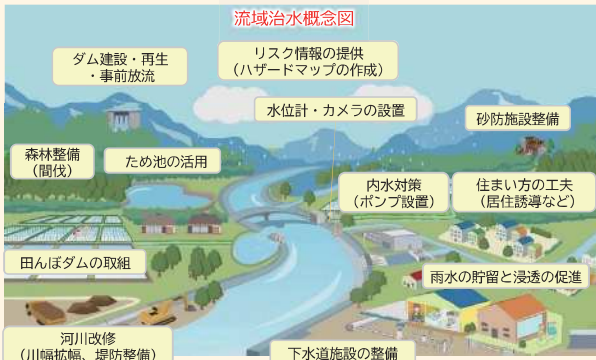 流域治水概念図
ダム建設・再生
・事前放流
リスク情報の提供
（ハザードマップの作成）
水位計・カメラの設置
砂防施設整備
森林整備
（間伐）
ため池の活用
内水対策
（ポンプ設置）
住まい方の工夫
（居住誘導など）
田んぼダムの取組
雨水の貯留と浸透の促進
河川改修
（川幅拡幅、堤防整備）
下水道施設の整備